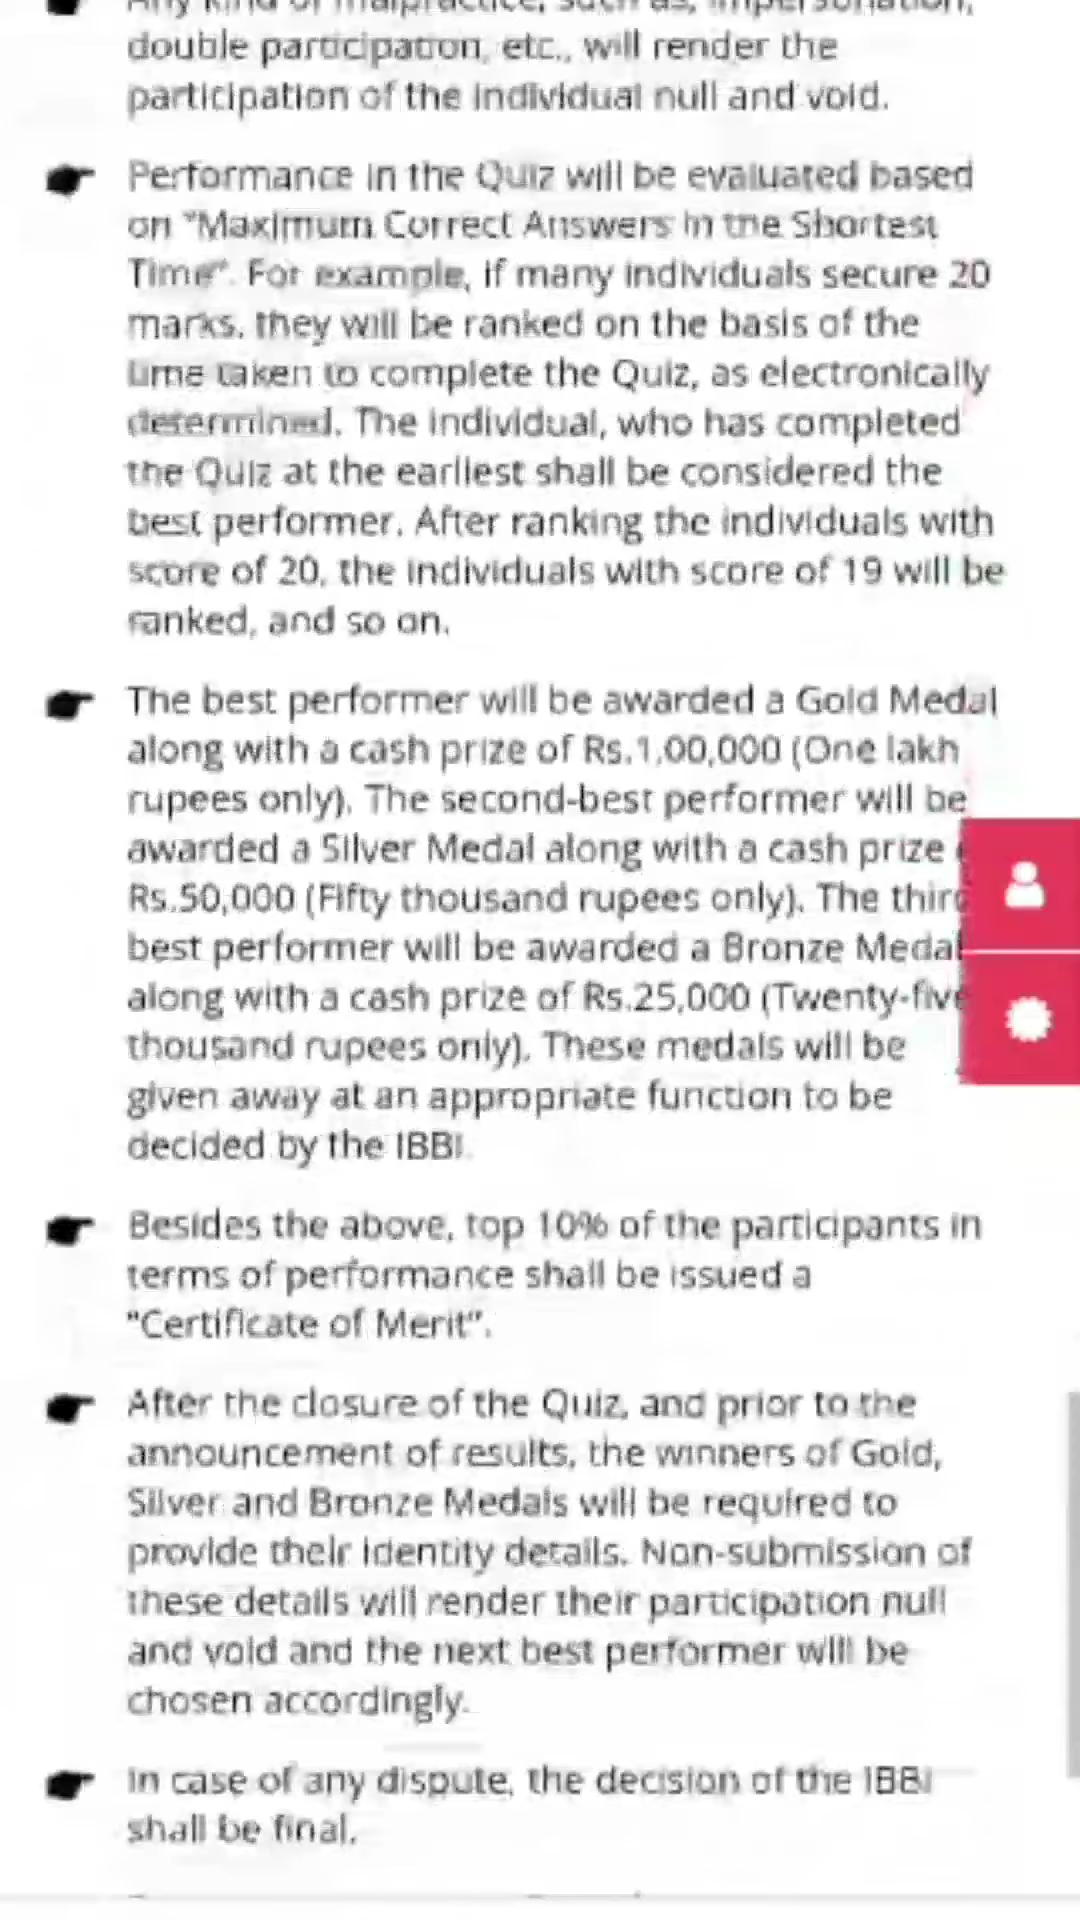 Any kind of malpractice, such as, impersonation,
double participation, etc., will render the
participation of the individual null and void.
Performance in the Quiz will be evaluated based
on "Maximum Correct Answers in the Shortest
Time". For example, if many individuals secure 20
marks, they will be ranked on the basis of the
time taken to complete the Quiz, as electronically
determined. The individual, who has completed
the Quiz at the earliest shall be considered the
best performer. After ranking the individuals with
score of 20, the individuals with score of 19 will be
ranked, and so on.
The best performer will be awarded a Gold Medal
along with a cash prize of Rs.1,00,000 (One lakh
rupees only). The second-best performer will be
awarded a Silver Medal along with a cash prize
Rs.50,000 (Fifty thousand rupees only). The third
best performer will be awarded a Bronze Medal
along with a cash prize of Rs.25,000 (Twenty-five
thousand rupees only). These medals will be
given away at an appropriate function to be
decided by the IBBI.
Besides the above, top 10% of the participants in
terms of performance shall be issued a
"Certificate of Merit".
After the closure of the Quiz, and prior to the
announcement of results, the winners of Gold,
Silver and Bronze Medals will be required to
provide their identity details. Non-submission of
these details will render their participation null
and void and the next best performer will be
chosen accordingly.
In case of any dispute, the decision of the IBBI
shall be final.